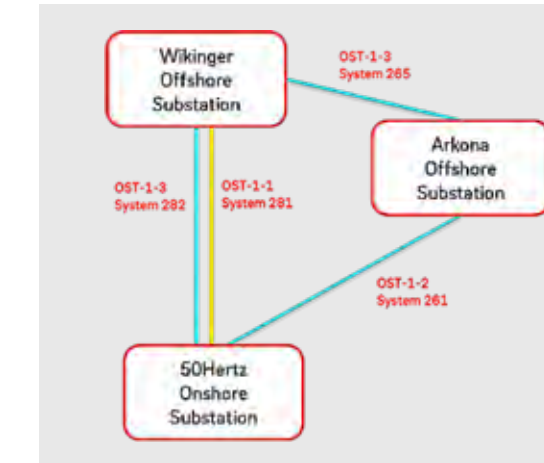 Wikinger
Offshore
Substation
OST-1-3
System 265
Arkona
Offshore
Substation
OST-1-3
System 282
OST-1-1
System 281
OST-1-2
System 261
50Hertz
Onshore
Substation